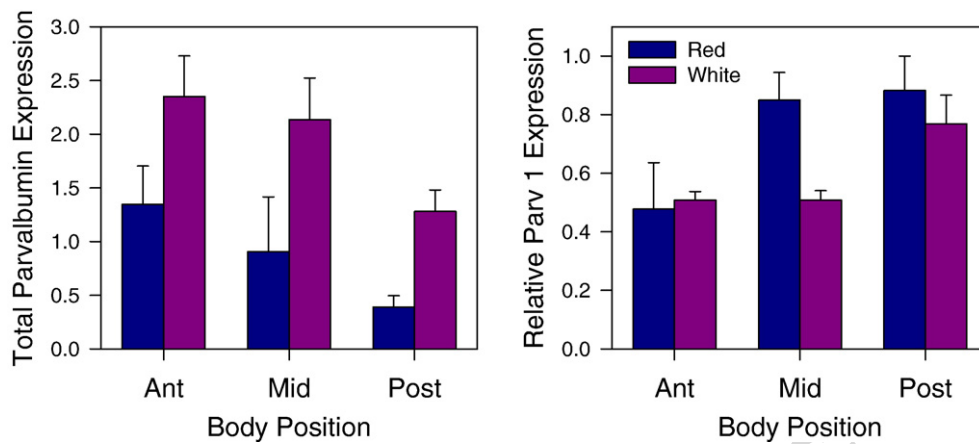 Total Parvalbumin Expression
3.0
2.5
2.0
1.5
1.0
0.5
0.0
Ant Mid Post
Body Position
Relative Parv 1 Expression
1.0
0.8
0.6
0.4
0.2
0.0
Red
White
Ant Mid Post
Body Position